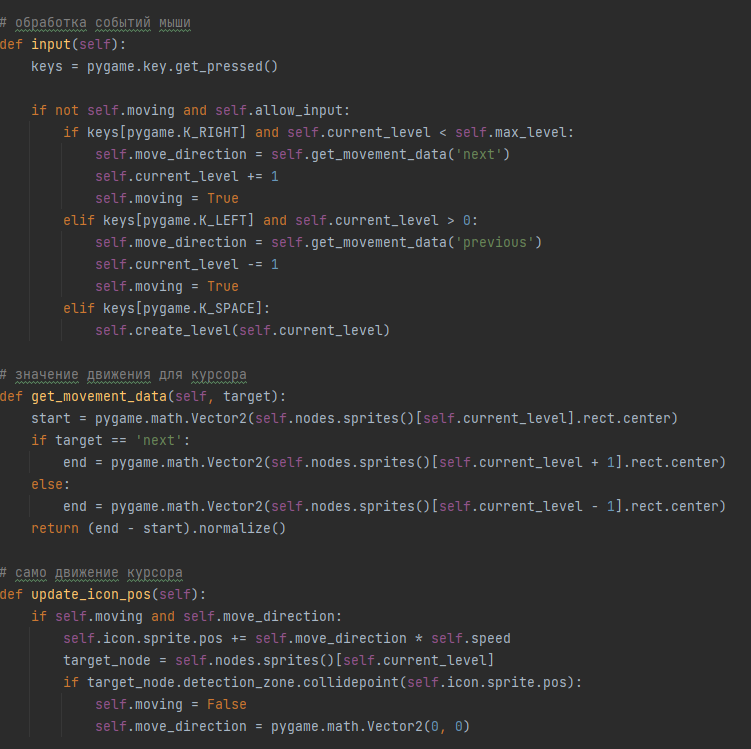 # обработка событий мыши
def input(self):
    keys = pygame.key.get_pressed()

    if not self.moving and self.allow_input:
        if keys[pygame.K_RIGHT] and self.current_level < self.max_level:
            self.move_direction = self.get_movement_data('next')
            self.current_level += 1
            self.moving = True
        elif keys[pygame.K_LEFT] and self.current_level > 0:
            self.move_direction = self.get_movement_data('previous')
            self.current_level -= 1
            self.moving = True
        elif keys[pygame.K_SPACE]:
            self.create_level(self.current_level)

# значение движения для курсора
def get_movement_data(self, target):
    start = pygame.math.Vector2(self.nodes.sprites()[self.current_level].rect.center)
    if target == 'next':
        end = pygame.math.Vector2(self.nodes.sprites()[self.current_level + 1].rect.center)
    else:
        end = pygame.math.Vector2(self.nodes.sprites()[self.current_level - 1].rect.center)
    return (end - start).normalize()

# само движение курсора
def update_icon_pos(self):
    if self.moving and self.move_direction:
        self.icon.sprite.pos += self.move_direction * self.speed
        target_node = self.nodes.sprites()[self.current_level]
        if target_node.detection_zone.collidepoint(self.icon.sprite.pos):
            self.moving = False
            self.move_direction = pygame.math.Vector2(0, 0)